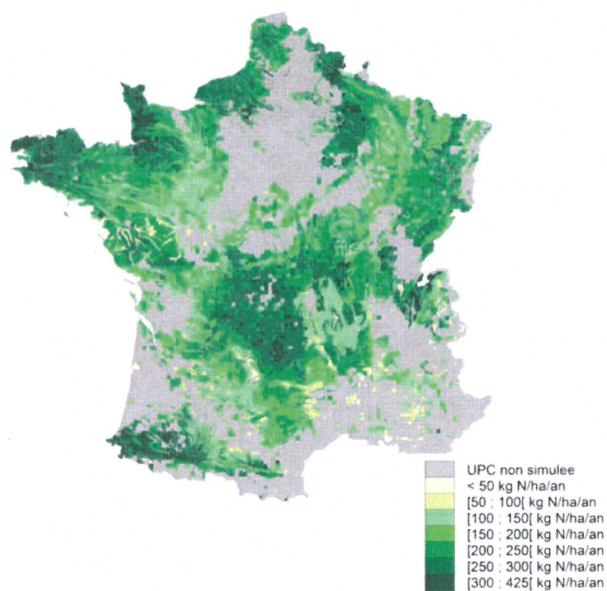 UPC non simulee
< 50 kg N/ha/an
[50 ; 100[ kg N/ha/an
[100 ; 150[ kg N/ha/an
[150 ; 200[ kg N/ha/an
[200 ; 250[ kg N/ha/an
[250 ; 300[ kg N/ha/an
[300 ; 425[ kg N/ha/an